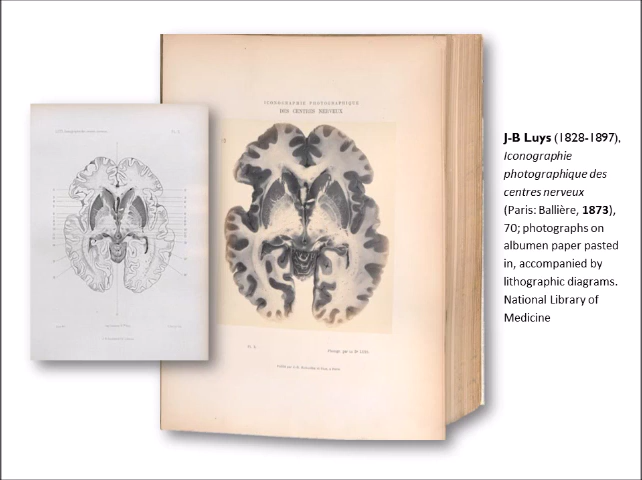 ICONOGRAPHIE PHOTOGRAPHIQUE
DES CENTRES NERVEUX
J-B Luys (1828-1897),
Iconographie
photographique des
centres nerveux
(Paris: Ballière, 1873),
70; photographs on
albumen paper pasted
in, accompanied by
lithographic diagrams.
National Library of
Medicine